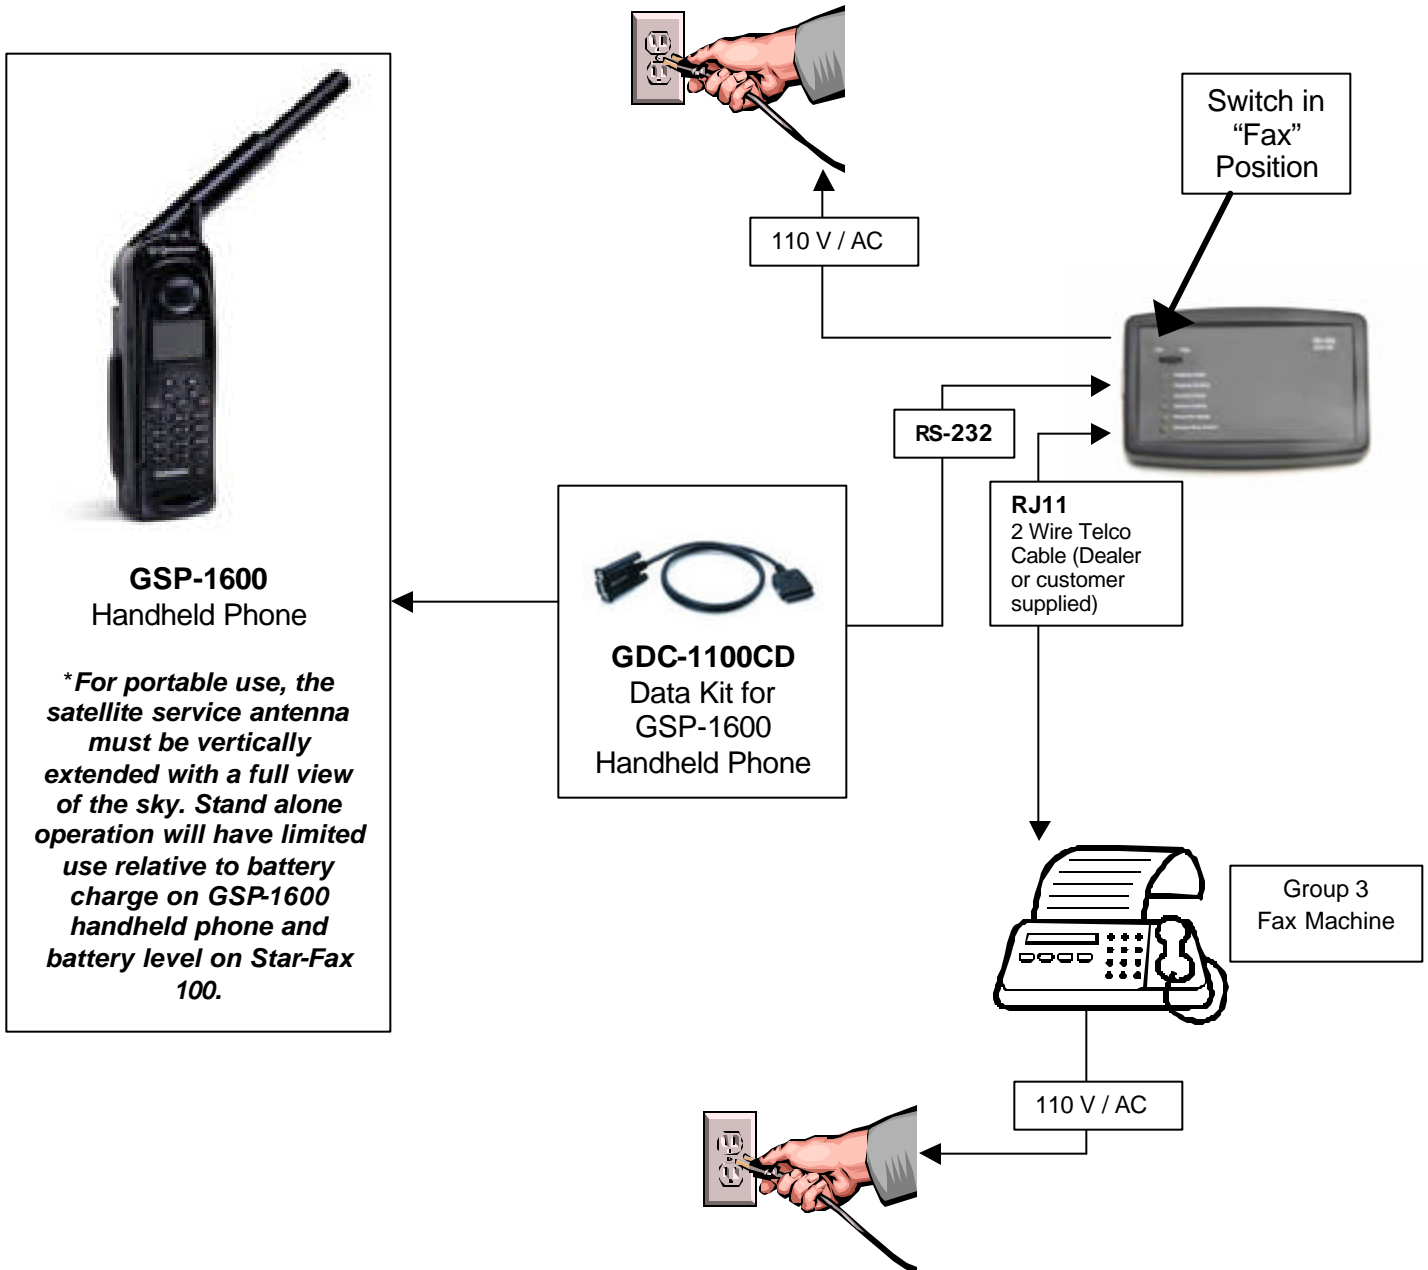 Switch in
“Fax”
Position
110 V / AC
RS-232
RJ11
2 Wire Telco
Cable (Dealer
or customer
supplied)
GSP-1600
Handheld Phone
*For portable use, the
satellite service antenna
must be vertically
extended with a full view
of the sky. Stand alone
operation will have limited
use relative to battery
charge on GSP-1600
handheld phone and
battery level on Star-Fax
100.
GDC-1100CD
Data Kit for
GSP-1600
Handheld Phone
Group 3
Fax Machine
110 V / AC